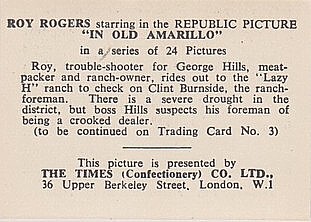 ROY ROGERS starring in the REPUBLIC PICTURE
"IN OLD AMARILLO"
in a series of 24 Pictures
Roy, trouble-shooter for George Hills, meat-
packer and ranch-owner, rides out to the "Lazy
H" ranch to check on Clint Burnside, the ranch-
foreman. There is a severe drought in the
district, but boss Hills suspects his foreman of
being a crooked dealer.
(to be continued on Trading Card No. 3)
This picture is presented by
THE TIMES (Confectionery) CO. LTD.,
36 Upper Berkeley Street, London, W.1